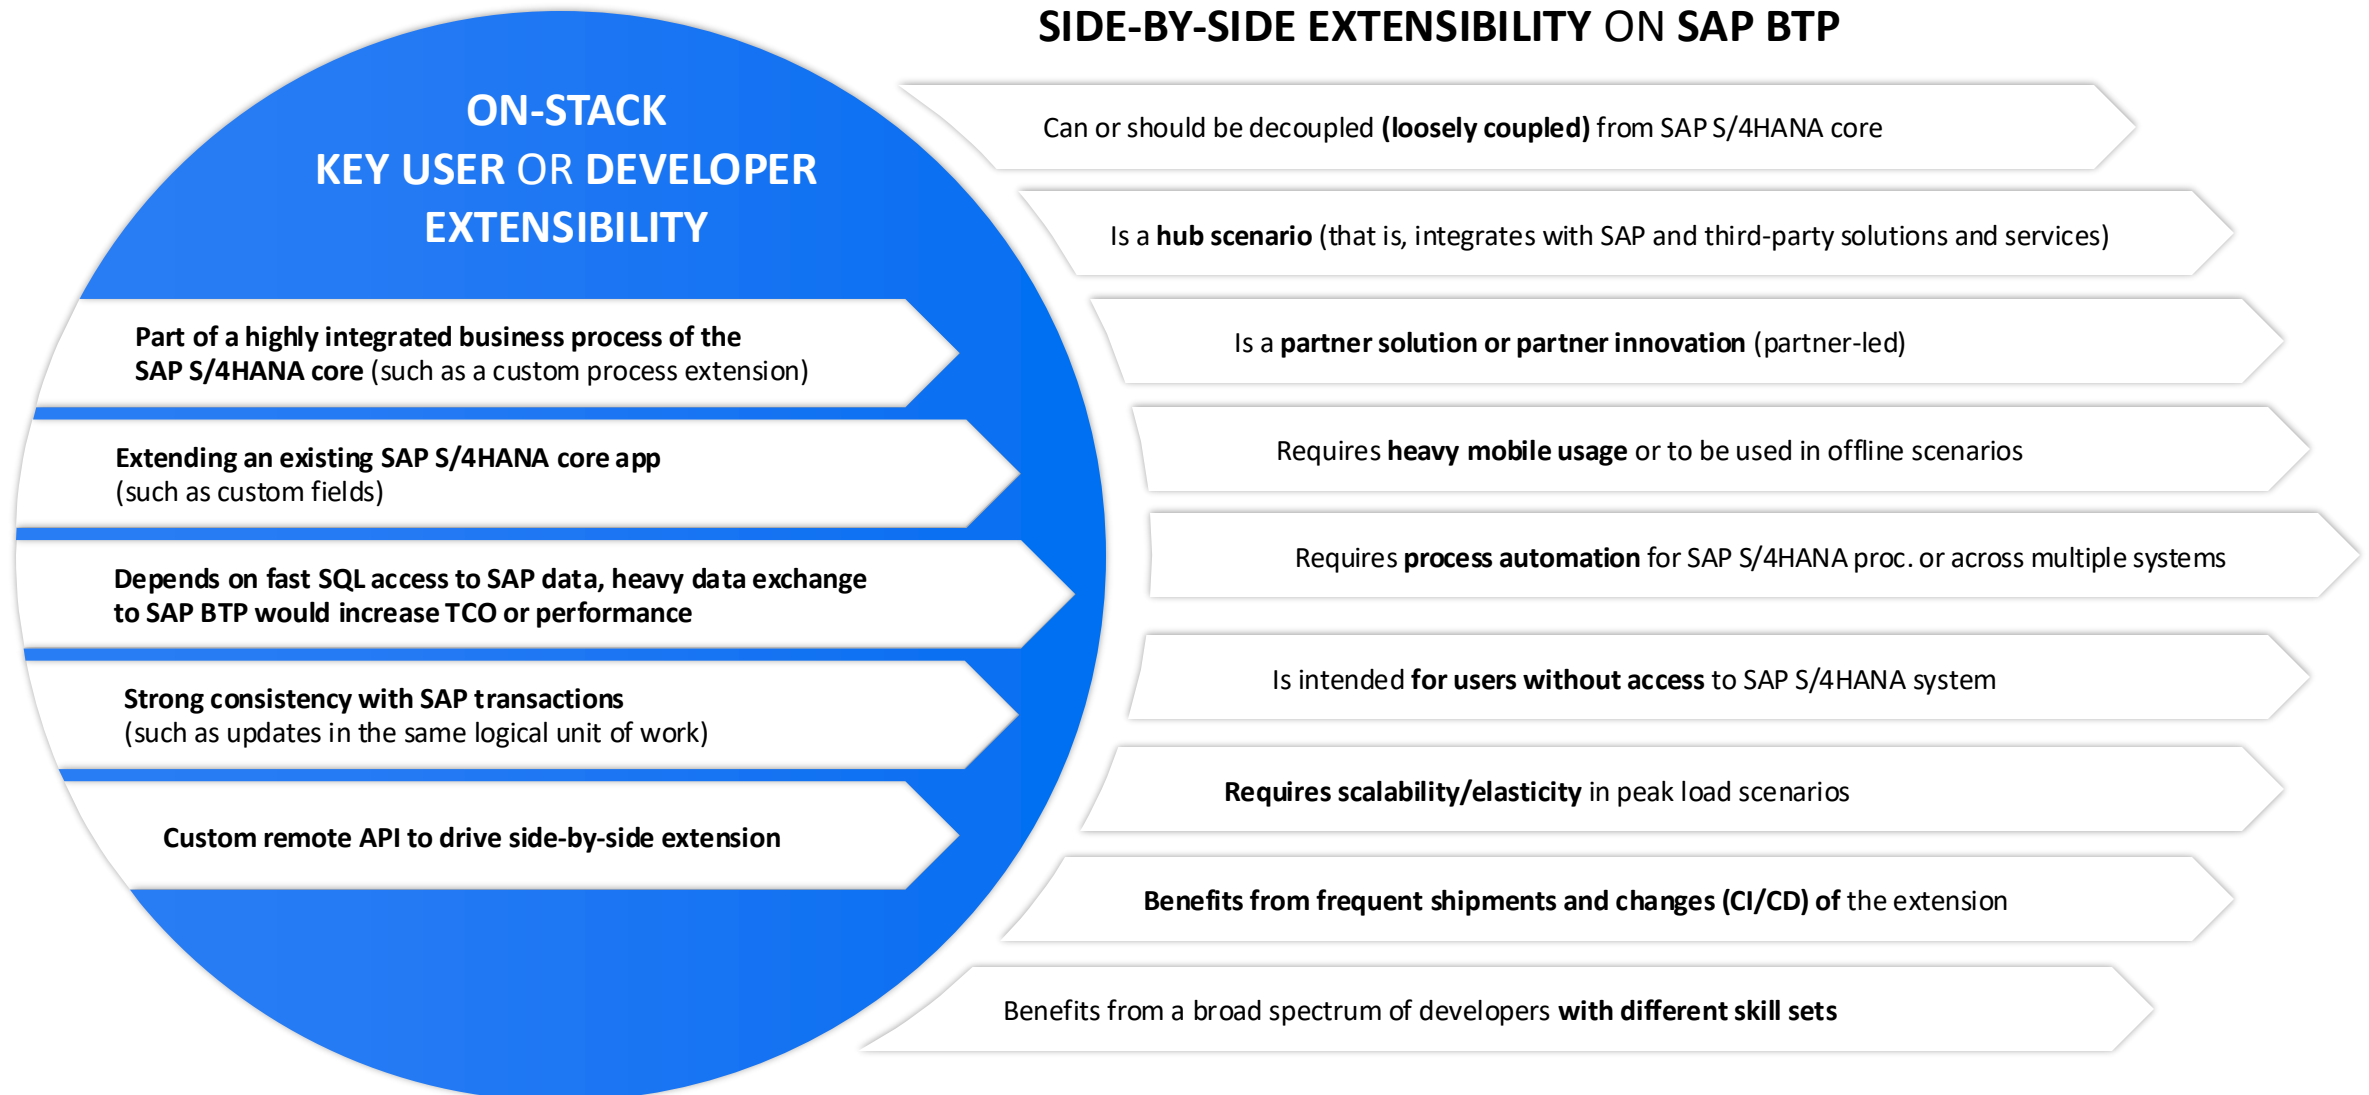 SIDE-BY-SIDE EXTENSIBILITY ON SAP BTP
ON-STACK
KEY USER OR DEVELOPER
EXTENSIBILITY
Part of a highly integrated business process of the
SAP S/4HANA core (such as a custom process extension)
Extending an existing SAP S/4HANA core app
(such as custom fields)
Depends on fast SQL access to SAP data, heavy data exchange
to SAP BTP would increase TCO or performance
Strong consistency with SAP transactions
(such as updates in the same logical unit of work)
Custom remote API to drive side-by-side extension
Can or should be decoupled (loosely coupled) from SAP S/4HANA core
Is a hub scenario (that is, integrates with SAP and third-party solutions and services)
Is a partner solution or partner innovation (partner-led)
Requires heavy mobile usage or to be used in offline scenarios
Requires process automation for SAP S/4HANA proc. or across multiple systems
Is intended for users without access to SAP S/4HANA system
Requires scalability/elasticity in peak load scenarios
Benefits from frequent shipments and changes (CI/CD) of the extension
Benefits from a broad spectrum of developers with different skill sets